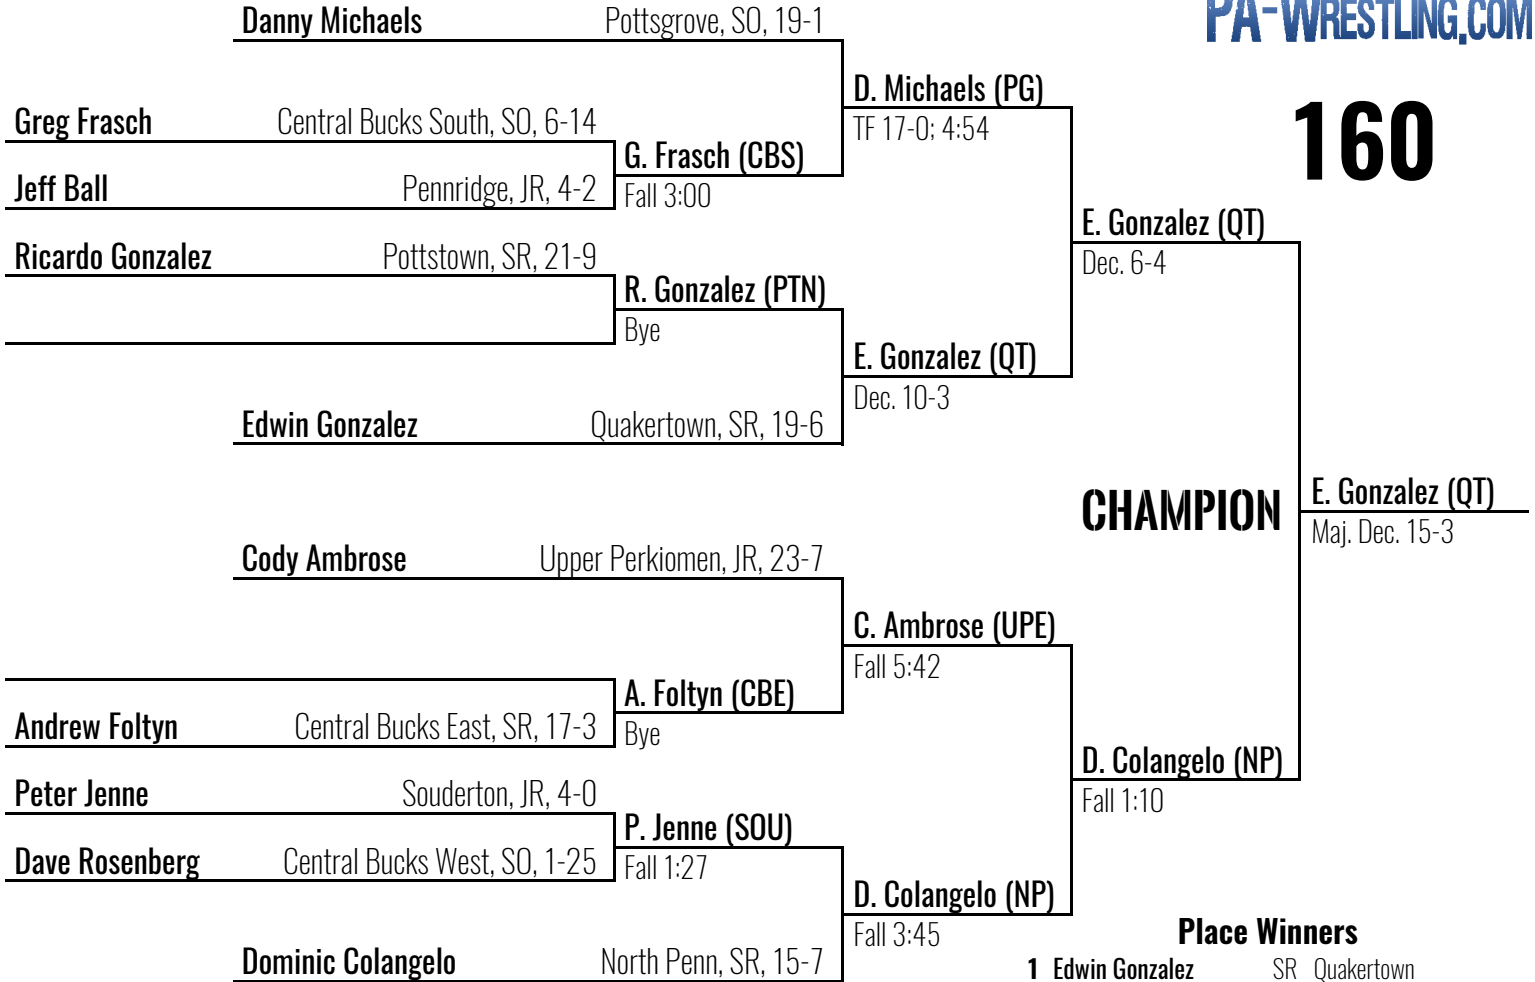 PA-WRESTLING.COM
160
Danny Michaels Pottsgrove, SO, 19-1
D. Michaels (PG)
TF 17-0; 4:54
Greg Frasch Central Bucks South, SO, 6-14
G. Frasch (CBS)
Fall 3:00
Jeff Ball Pennridge, JR, 4-2
E. Gonzalez (QT)
Dec. 6-4
Ricardo Gonzalez Pottstown, SR, 21-9
R. Gonzalez (PTN)
Bye
E. Gonzalez (QT)
Dec. 10-3
Edwin Gonzalez Quakertown, SR, 19-6
CHAMPION
E. Gonzalez (QT)
Maj. Dec. 15-3
Cody Ambrose Upper Perkiomen, JR, 23-7
C. Ambrose (UPE)
Fall 5:42
A. Foltyn (CBE)
Bye
Andrew Foltyn Central Bucks East, SR, 17-3
D. Colangelo (NP)
Fall 1:10
Peter Jenne Souderton, JR, 4-0
P. Jenne (SOU)
Fall 1:27
Dave Rosenberg Central Bucks West, SO, 1-25
D. Colangelo (NP)
Fall 3:45
Dominic Colangelo North Penn, SR, 15-7
Place Winners
1 Edwin Gonzalez SR Quakertown